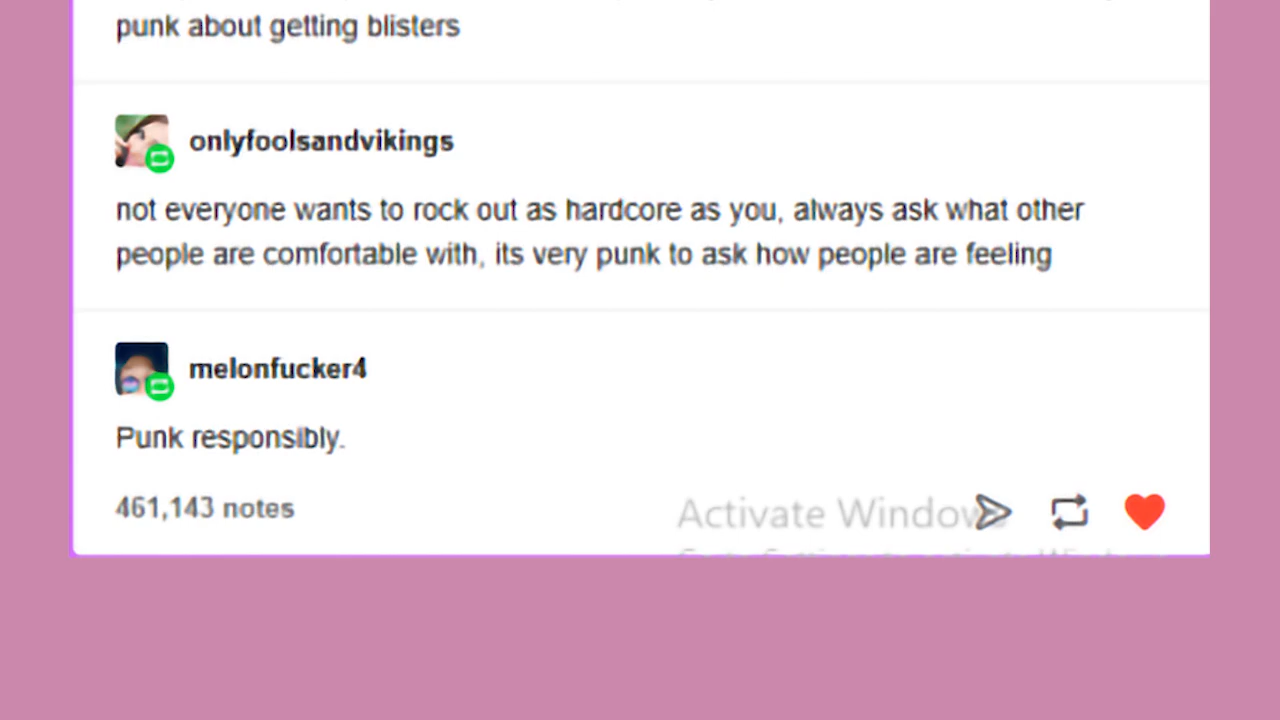 punk about getting blisters
onlyfoolsandvikings
not everyone wants to rock out as hardcore as you, always ask what other
people are comfortable with, its very punk to ask how people are feeling
melonfucker4
Punk responsibly.
461,143 notes
Activate Windows